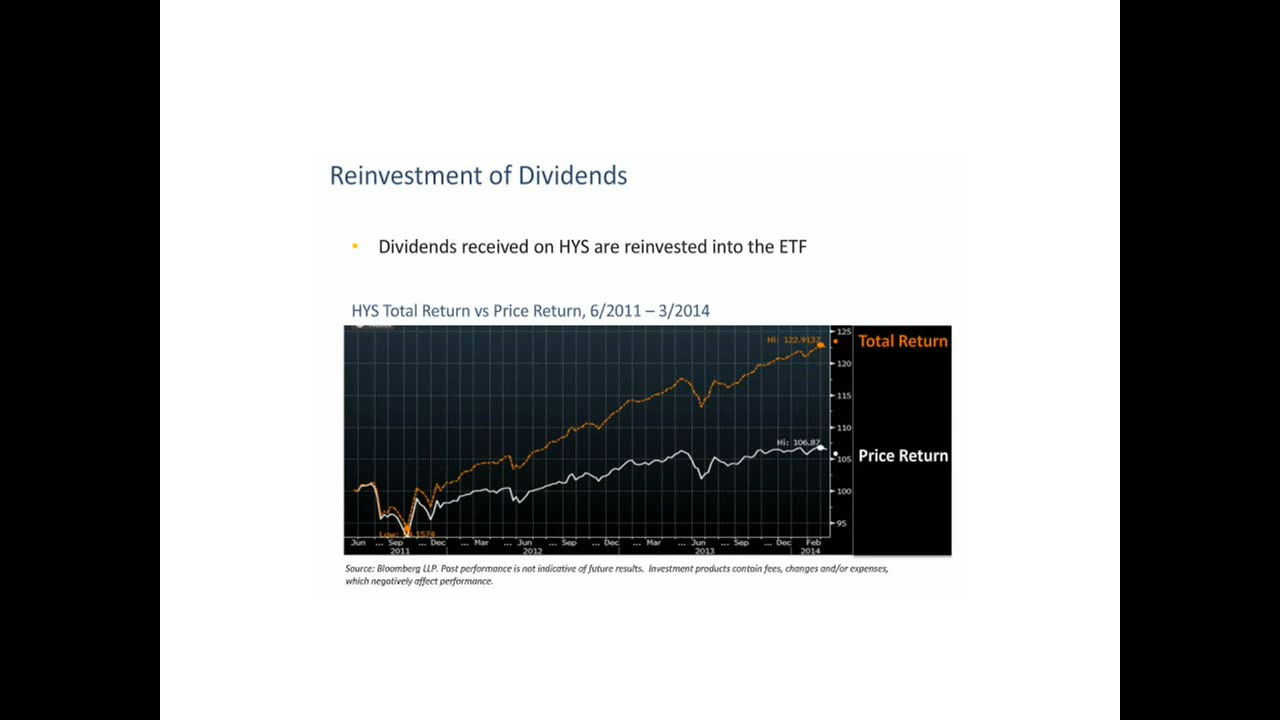 Reinvestment of Dividends
• Dividends received on HYS are reinvested into the ETF
HYS Total Return vs Price Return, 6/2011 – 3/2014
125
Hi: 122.9137
Total Return
120
115
110
Hi: 106.87
105
Price Return
100
95
Low:
Jun ... Sep ... Dec ... Mar ... Jun ... Sep ... Dec ... Mar ... Jun ... Sep ... Dec Feb
2011 2012 2013 2014
Source: Bloomberg LLP. Past performance is not indicative of future results. Investment products contain fees, changes and/or expenses,
which negatively affect performance.